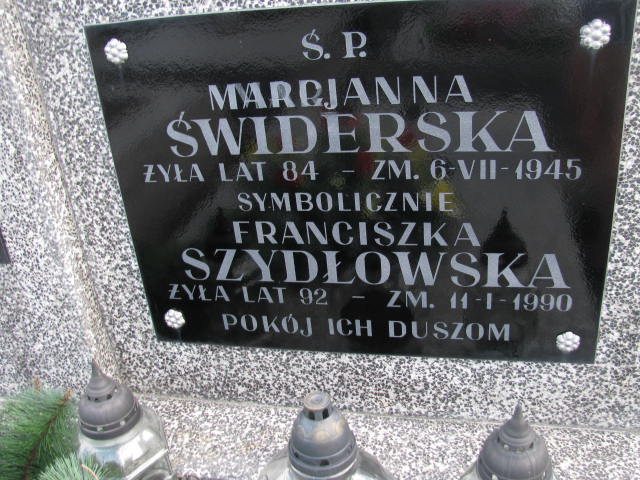 Ś. P.
MARJANNA
ŚWIDERSKA
ŻYŁA LAT 84 - ZM. 6-VII-1945
SYMBOLICZNIE
FRANCISZKA
SZYDŁOWSKA
ŻYŁA LAT 92 - ZM. 11-I-1990
POKÓJ ICH DUSZOM